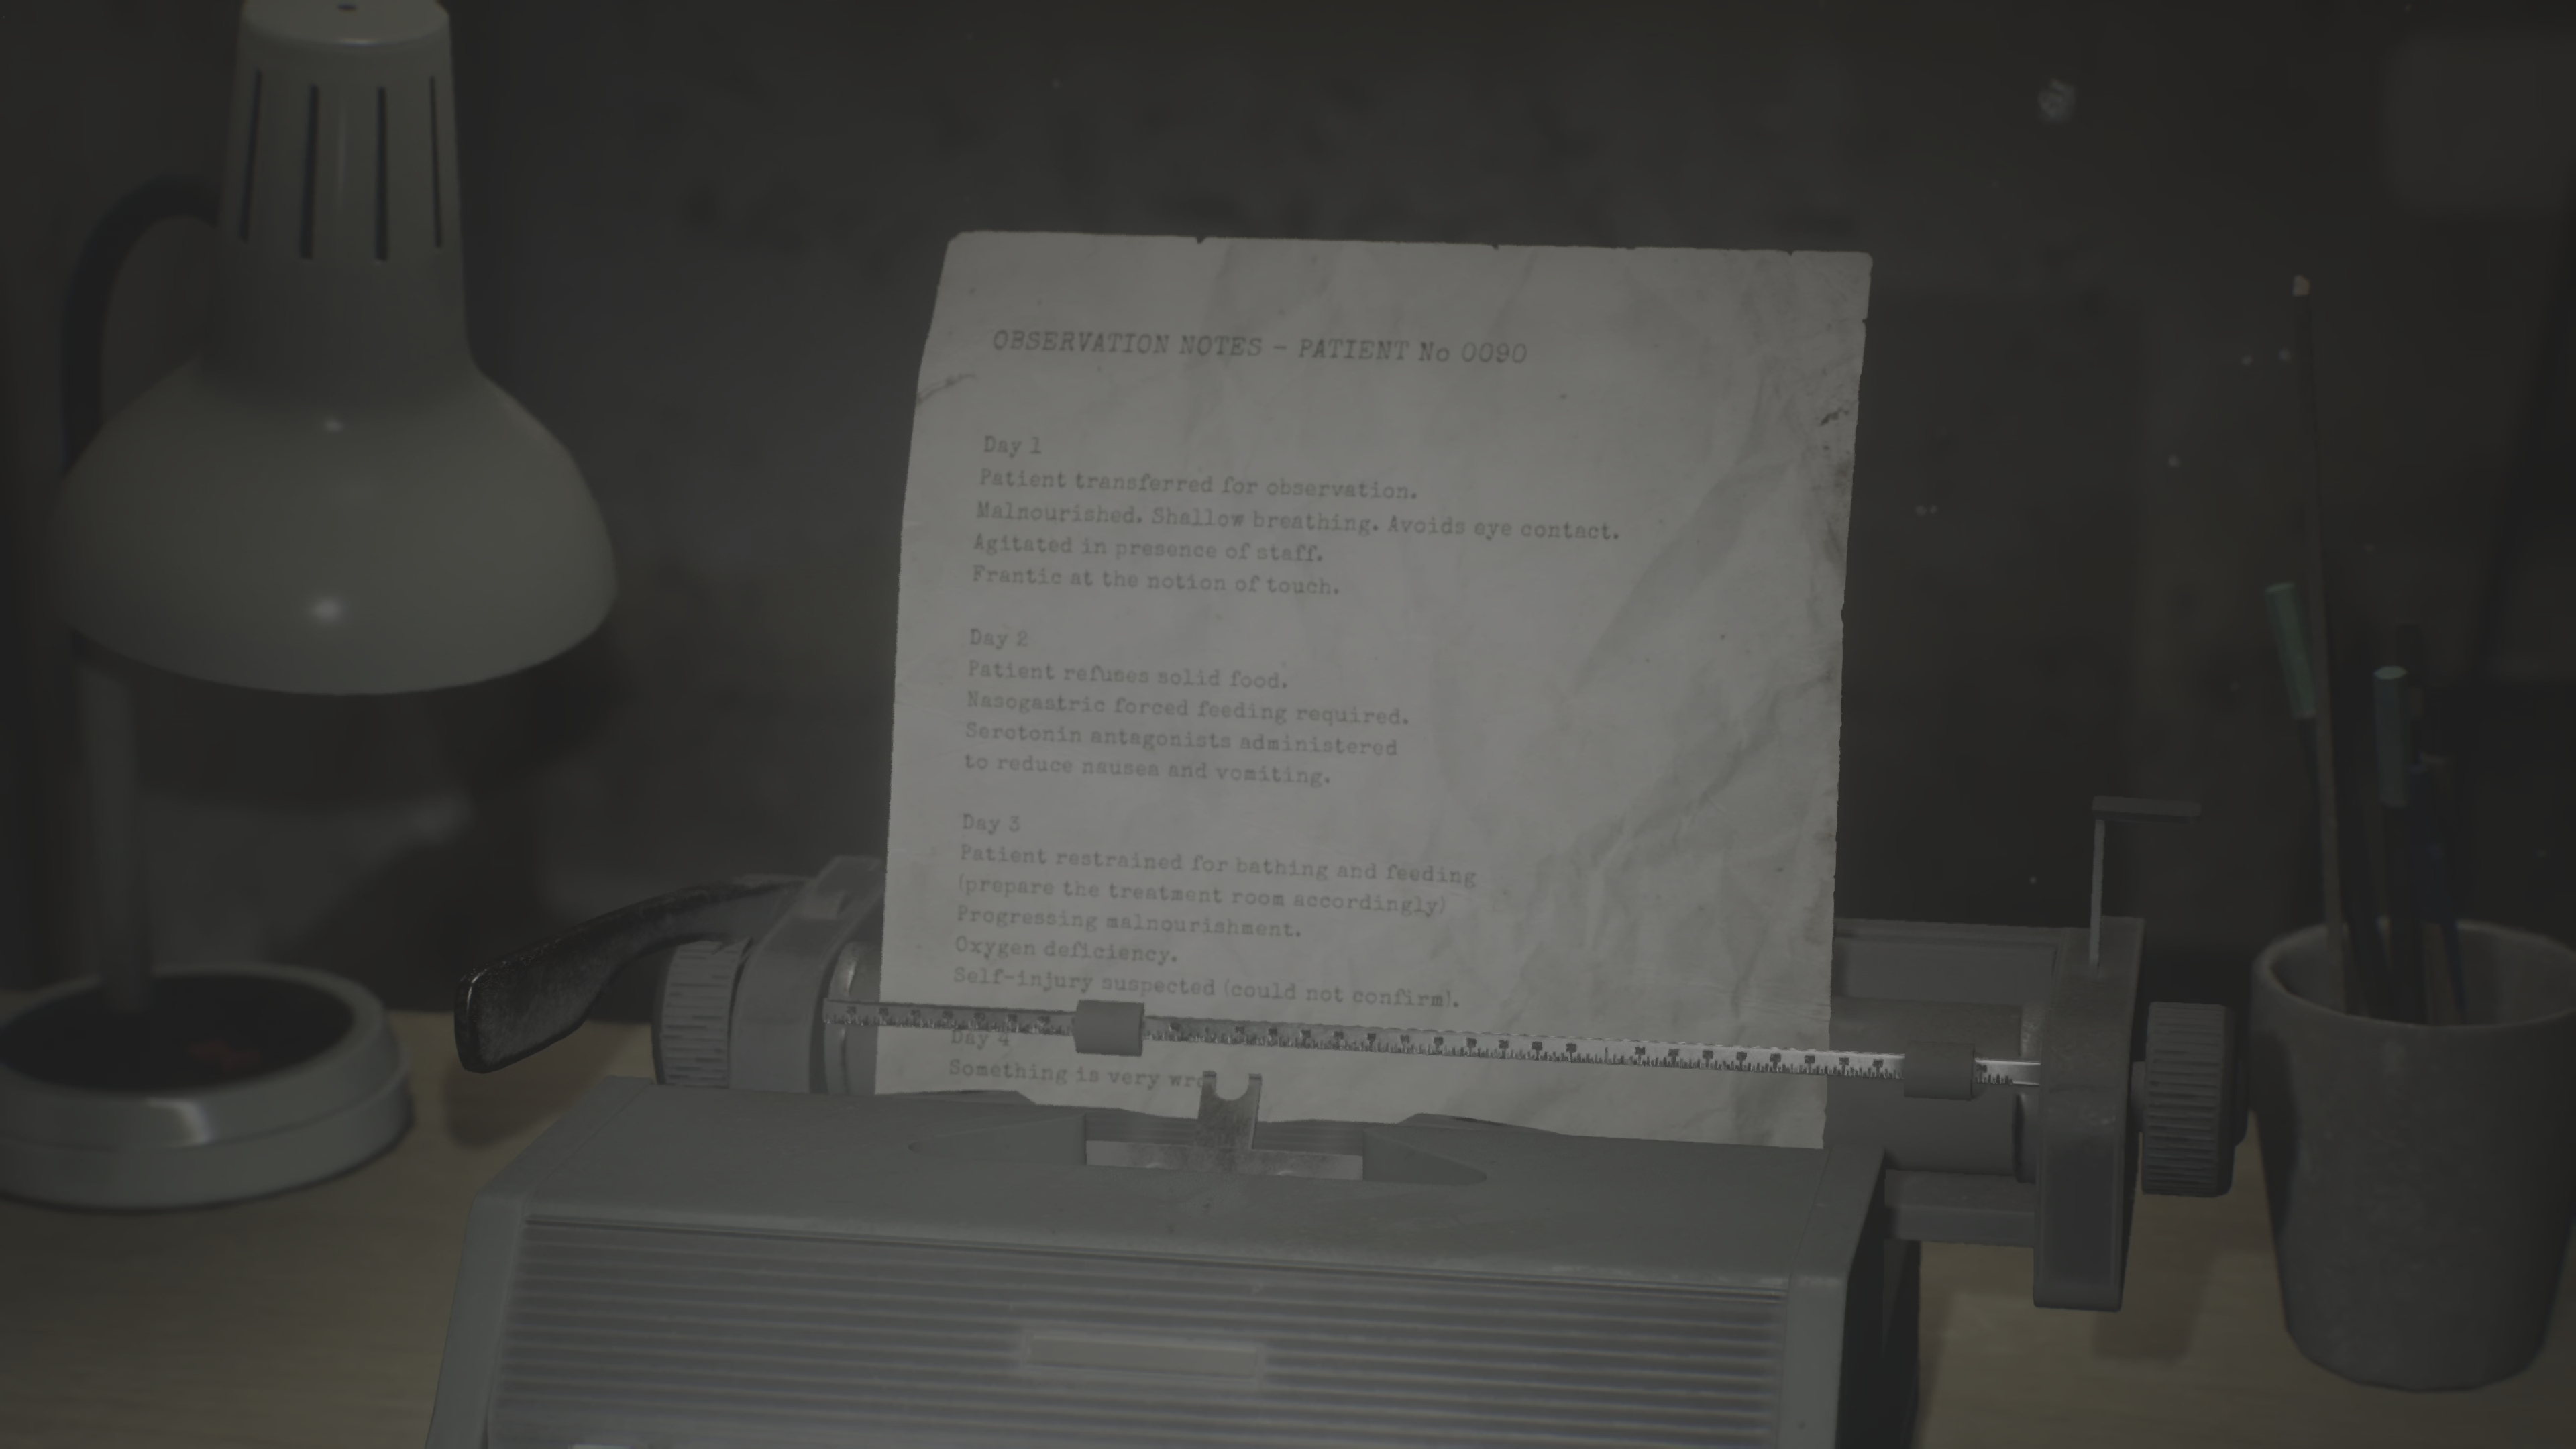 OBSERVATION NOTES - PATIENT No 0090
Day 1
Patient transferred for observation.
Malnourished. Shallow breathing. Avoids eye contact.
Agitated in presence of staff.
Frantic at the notion of touch.
Day 2
Patient refuses solid food.
Nasogastric forced feeding required.
Serotonin antagonists administered
to reduce nausea and vomiting.
Day 3
Patient restrained for bathing and feeding
(prepare the treatment room accordingly)
Progressing malnourishment.
Oxygen deficiency.
Self-injury suspected (could not confirm).
Day 4
Something is very